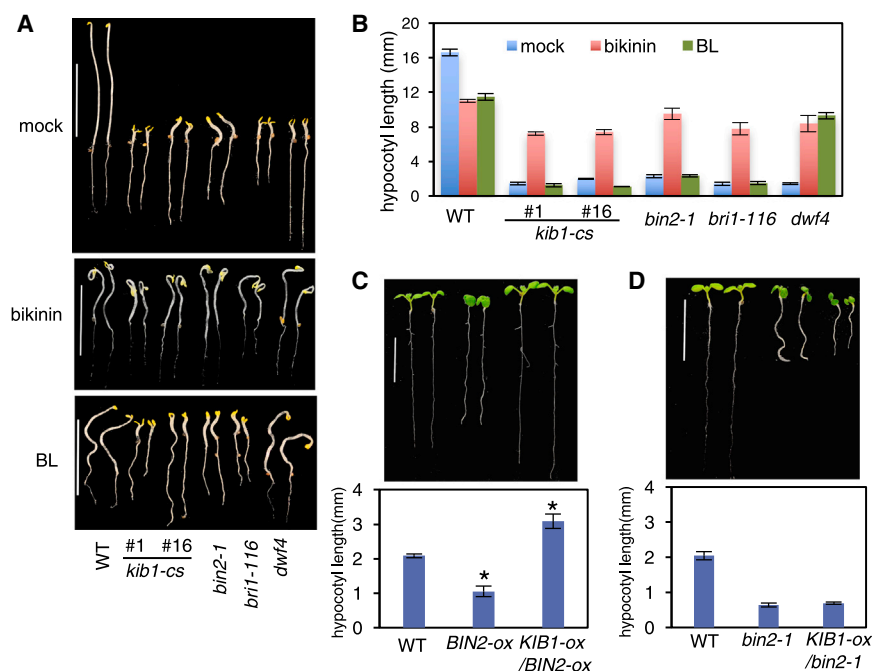 A
mock
bikinin
BL
WT
#1 #16
kib1-cs
bin2-1
bri1-116
dwf4
B
hypocotyl length (mm)
20
16
12
8
4
0
mock bikinin BL
WT #1 #16 bin2-1 bri1-116 dwf4
kib1-cs
C
hypocotyl length(mm)
4
3
2
1
0
* *
WT BIN2-ox KIB1-ox
/BIN2-ox
D
hypocotyl length(mm)
4
3
2
1
0
WT bin2-1 KIB1-ox
/bin2-1